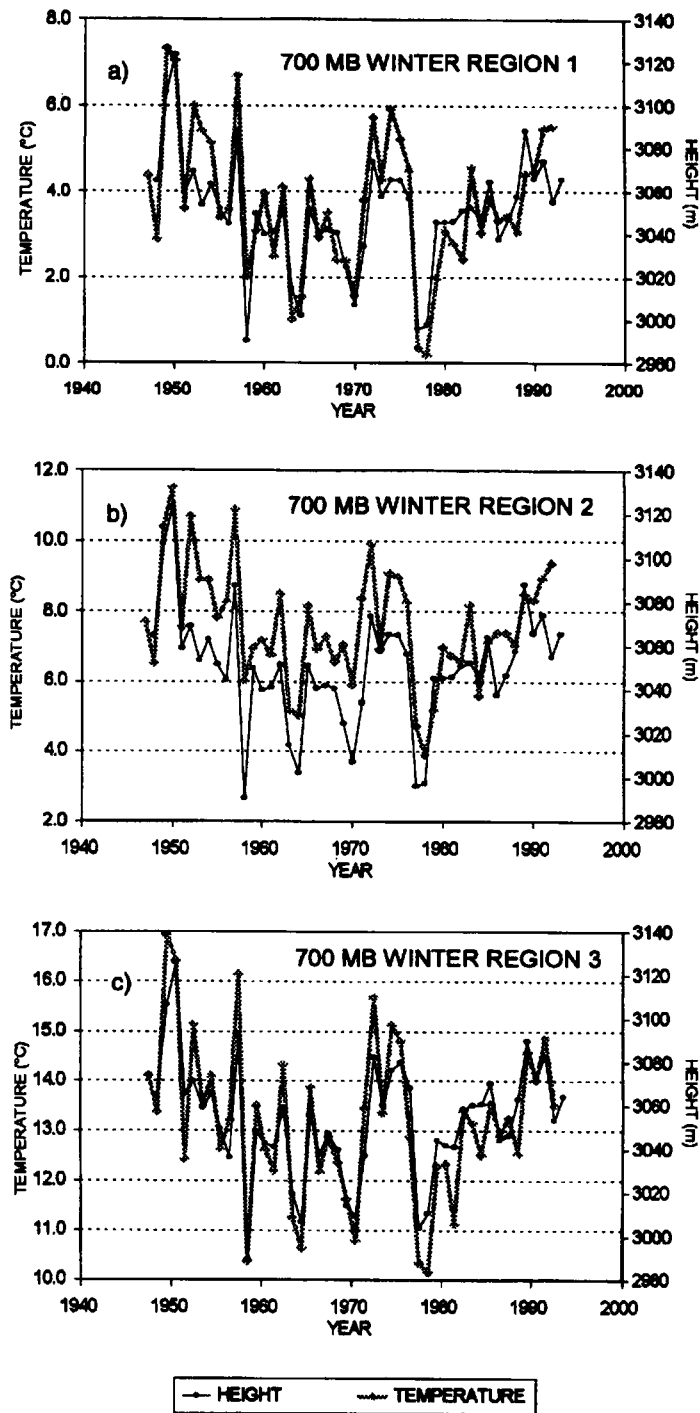 a)
700 MB WINTER REGION 1
TEMPERATURE (ºC)
8.0
6.0
4.0
2.0
0.0
HEIGHT (m)
3140
3120
3100
3080
3060
3040
3020
3000
2980
1940 1950 1960 1970 1980 1990 2000
YEAR
b)
700 MB WINTER REGION 2
TEMPERATURE (ºC)
12.0
10.0
8.0
6.0
4.0
2.0
HEIGHT (m)
3140
3120
3100
3080
3060
3040
3020
3000
2980
1940 1950 1960 1970 1980 1990 2000
YEAR
c)
700 MB WINTER REGION 3
TEMPERATURE (ºC)
17.0
16.0
15.0
14.0
13.0
12.0
11.0
10.0
HEIGHT (m)
3140
3120
3100
3080
3060
3040
3020
3000
2980
1940 1950 1960 1970 1980 1990 2000
YEAR
HEIGHT TEMPERATURE